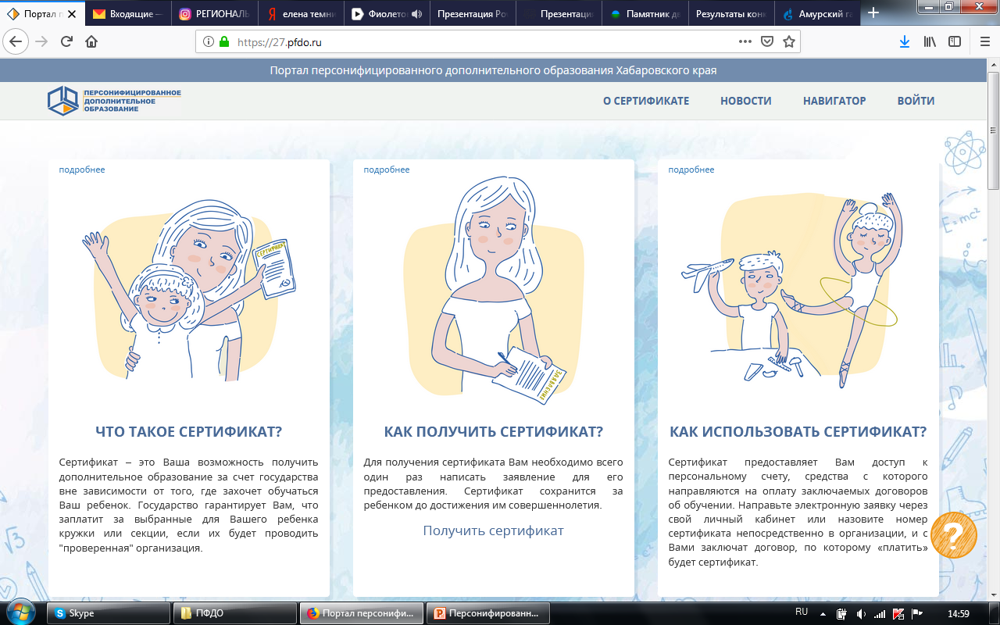 Портал п
Входящие —
РЕГИОНАЛЬ
елена темни
Фиолето
Презентация Ро
Презентаци
Памятник дв
Результаты кон
Амурский га
https://27.pfdo.ru
Портал персонифицированного дополнительного образования Хабаровского края
ПЕРСОНИФИЦИРОВАННОЕ
ДОПОЛНИТЕЛЬНОЕ
ОБРАЗОВАНИЕ
О СЕРТИФИКАТЕ
НОВОСТИ
НАВИГАТОР
ВОЙТИ
подробнее
СЕРТИФИКАТ
ЧТО ТАКОЕ СЕРТИФИКАТ?
Сертификат – это Ваша возможность получить
дополнительное образование за счет государства
вне зависимости от того, где захочет обучаться
Ваш ребенок. Государство гарантирует Вам, что
заплатит за выбранные для Вашего ребенка
кружки или секции, если их будет проводить
"проверенная" организация.
подробнее
ЗАЯВЛЕНИЕ
КАК ПОЛУЧИТЬ СЕРТИФИКАТ?
Для получения сертификата Вам необходимо всего
один раз написать заявление для его
предоставления. Сертификат сохранится за
ребенком до достижения им совершеннолетия.
Получить сертификат
подробнее
КАК ИСПОЛЬЗОВАТЬ СЕРТИФИКАТ?
Сертификат предоставляет Вам доступ к
персональному счету, средства с которого
направляются на оплату заключаемых договоров
об обучении. Направьте электронную заявку через
свой личный кабинет или назовите номер
сертификата непосредственно в организации, и с
Вами заключат договор, по которому «платить»
будет сертификат.
E=mc²
√3
?
Skype
ПФДО
Портал персонифи...
Персонифированн...
RU
14:59